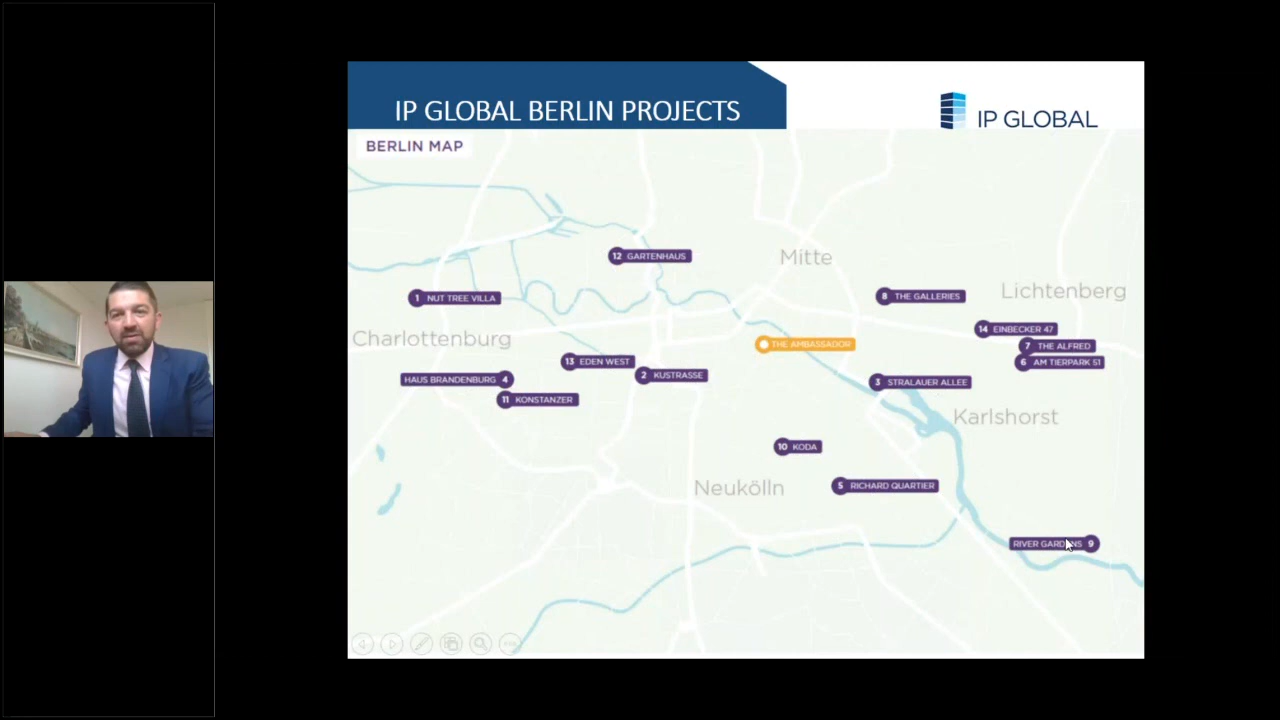 IP GLOBAL BERLIN PROJECTS
IP GLOBAL
BERLIN MAP
12 GARTENHAUS
Mitte
1 NUT TREE VILLA
8 THE GALLERIES
Lichtenberg
14 EINBECKER 47
Charlottenburg
THE AMBASSADOR
7 THE ALFRED
13 EDEN WEST
6 AM TIERPARK 51
HAUS BRANDENBURG 4
2 KUSTRASSE
3 STRALAUER ALLEE
11 KONSTANZER
Karlshorst
10 KODA
Neukölln
5 RICHARD QUARTIER
RIVER GARDENS 9